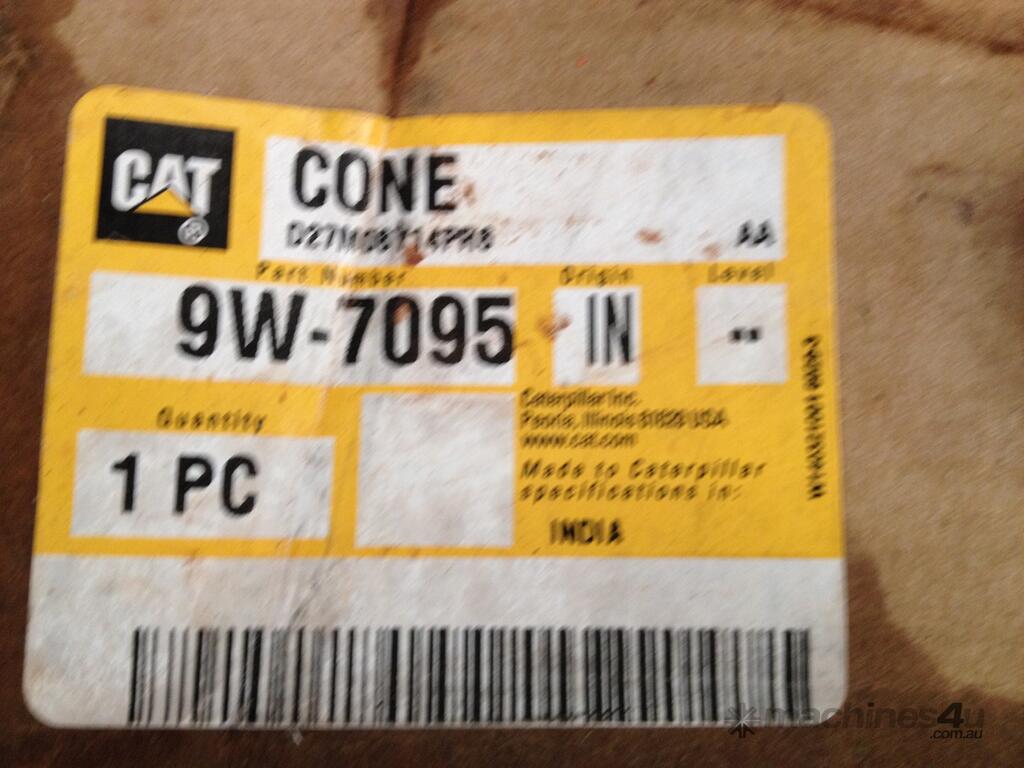 CAT
CONE
AA
Part Number
Origin
Level
9W-7095
IN
--
Quantity
1 PC
Caterpillar Inc.
Peoria, Illinois USA
www.cat.com
Made to Caterpillar
specifications in:
INDIA
machines4u
.com.au